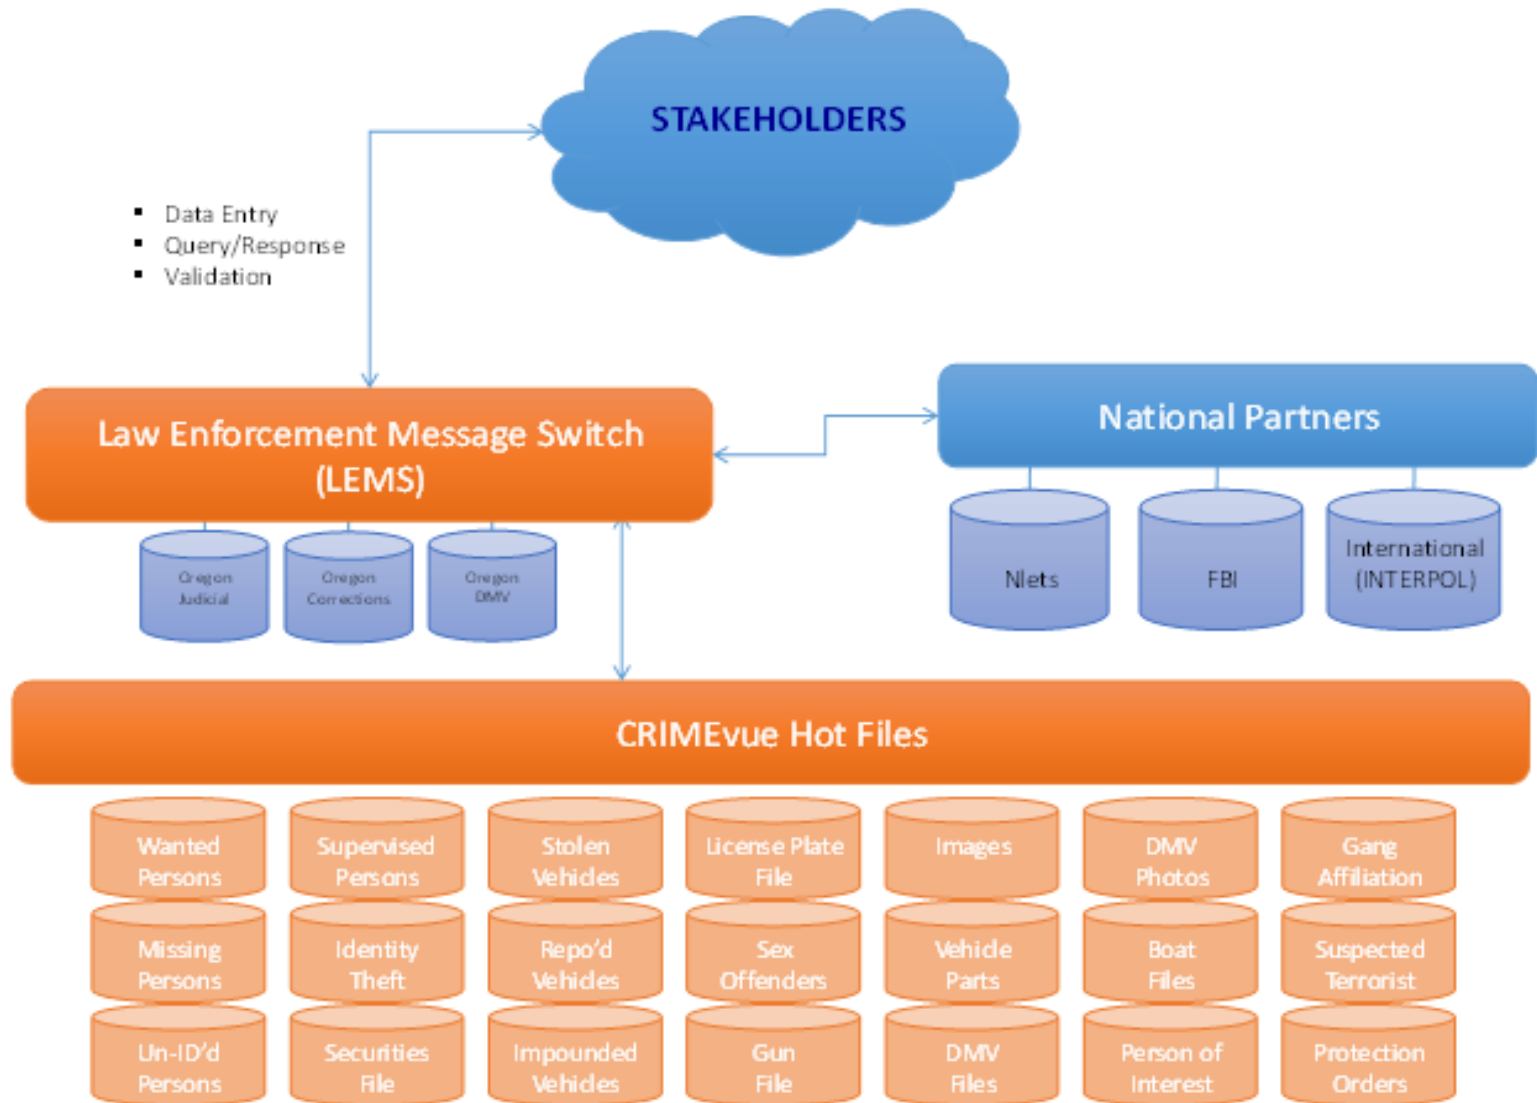 STAKEHOLDERS
▪ Data Entry
▪ Query/Response
▪ Validation
Law Enforcement Message Switch
(LEMS)
National Partners
Oregon
Judicial
Oregon
Corrections
Oregon
DMV
Nlets
FBI
International
(INTERPOL)
CRIMEvue Hot Files
Wanted
Persons
Supervised
Persons
Stolen
Vehicles
License Plate
File
Images
DMV
Photos
Gang
Affiliation
Missing
Persons
Identity
Theft
Repo'd
Vehicles
Sex
Offenders
Vehicle
Parts
Boat
Files
Suspected
Terrorist
Un-ID'd
Persons
Securities
File
Impounded
Vehicles
Gun
File
DMV
Files
Person of
Interest
Protection
Orders